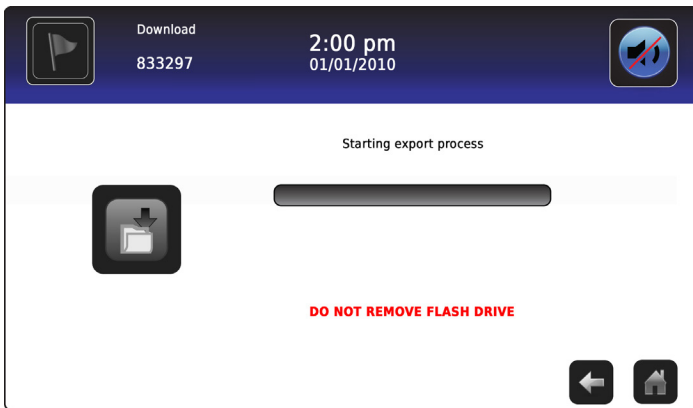 Download
833297
2:00 pm
01/01/2010
Starting export process
DO NOT REMOVE FLASH DRIVE